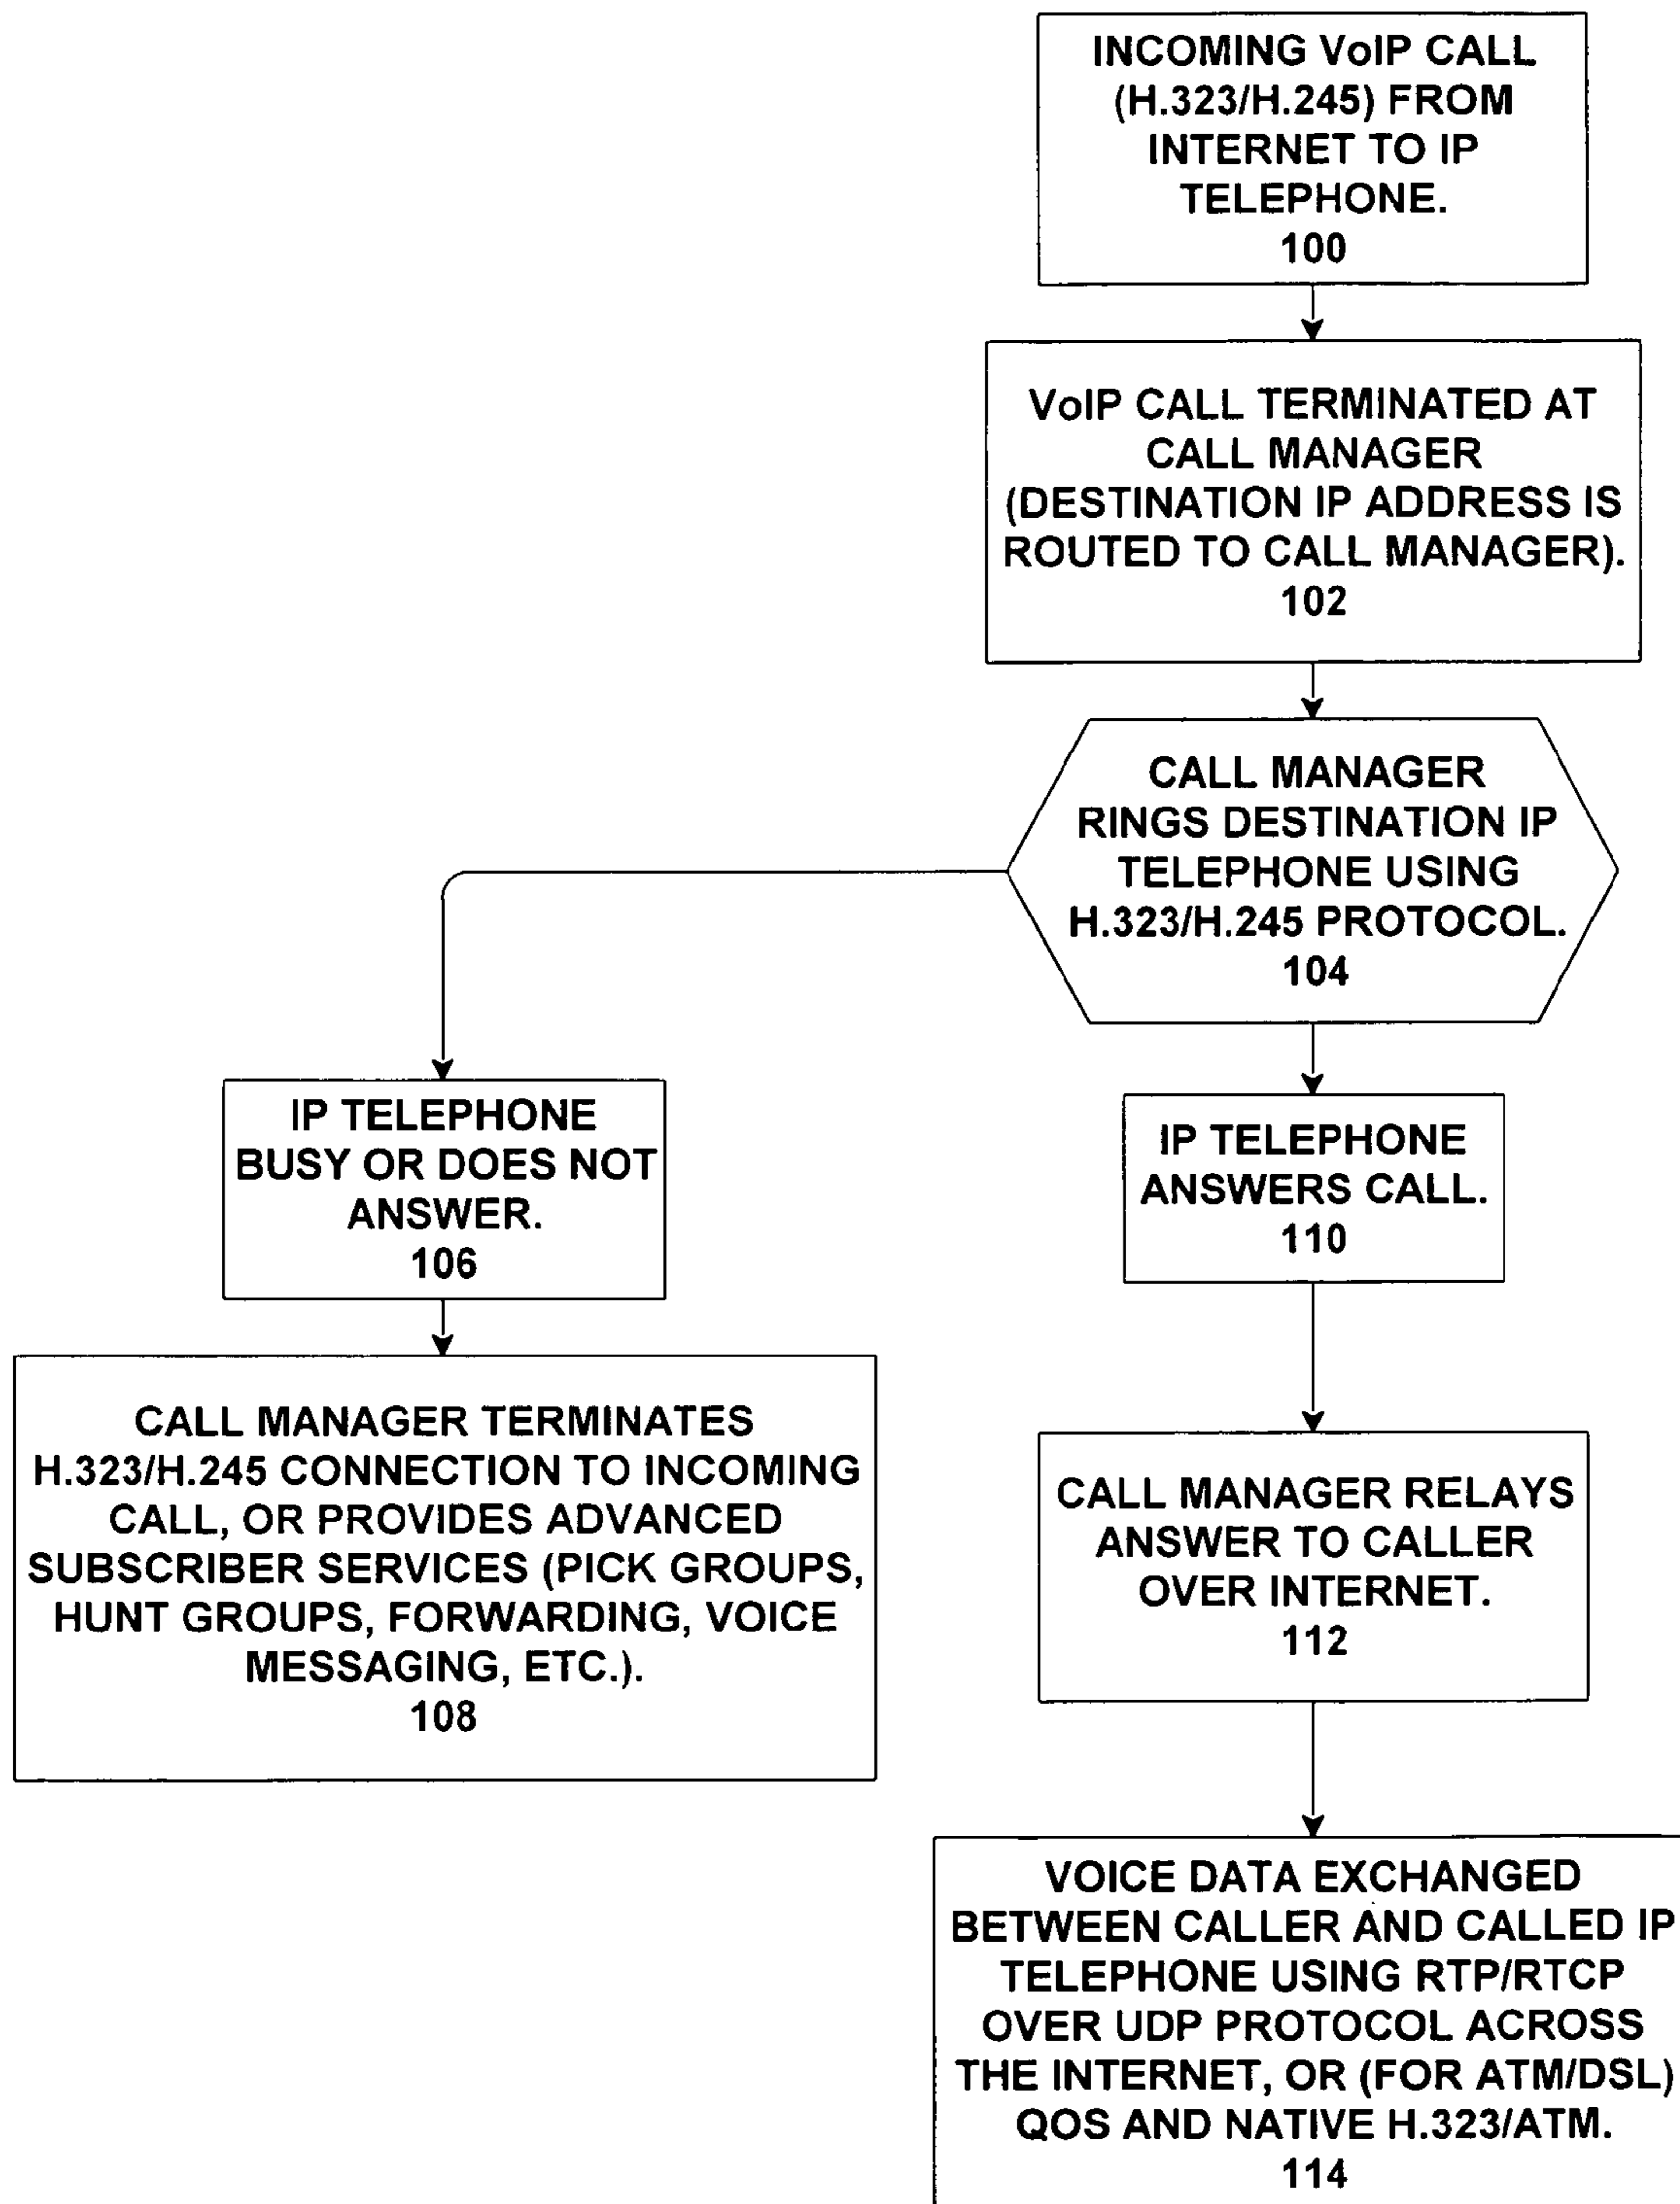 INCOMING VoIP CALL
(H.323/H.245) FROM
INTERNET TO IP
TELEPHONE.
100
VoIP CALL TERMINATED AT
CALL MANAGER
(DESTINATION IP ADDRESS IS
ROUTED TO CALL MANAGER).
102
CALL MANAGER
RINGS DESTINATION IP
TELEPHONE USING
H.323/H.245 PROTOCOL.
104
IP TELEPHONE
BUSY OR DOES NOT
ANSWER.
106
CALL MANAGER TERMINATES
H.323/H.245 CONNECTION TO INCOMING
CALL, OR PROVIDES ADVANCED
SUBSCRIBER SERVICES (PICK GROUPS,
HUNT GROUPS, FORWARDING, VOICE
MESSAGING, ETC.).
108
IP TELEPHONE
ANSWERS CALL.
110
CALL MANAGER RELAYS
ANSWER TO CALLER
OVER INTERNET.
112
VOICE DATA EXCHANGED
BETWEEN CALLER AND CALLED IP
TELEPHONE USING RTP/RTCP
OVER UDP PROTOCOL ACROSS
THE INTERNET, OR (FOR ATM/DSL)
QOS AND NATIVE H.323/ATM.
114